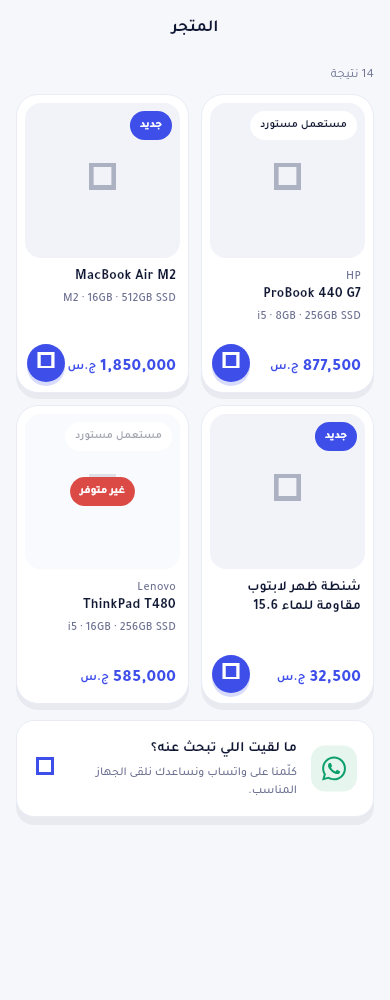 المتجر
14 نتيجة
مستعمل مستورد
HP
ProBook 440 G7
i5 · 8GB · 256GB SSD
877,500 ج.س
جديد
MacBook Air M2
M2 · 16GB · 512GB SSD
1,850,000 ج.س
جديد
شنطة ظهر لابتوب
مقاومة للماء 15.6
32,500 ج.س
مستعمل مستورد
غير متوفر
Lenovo
ThinkPad T480
i5 · 16GB · 256GB SSD
585,000 ج.س
ما لقيت اللي تبحث عنه؟
كلّمنا على واتساب ونساعدك نلقى الجهاز
المناسب.